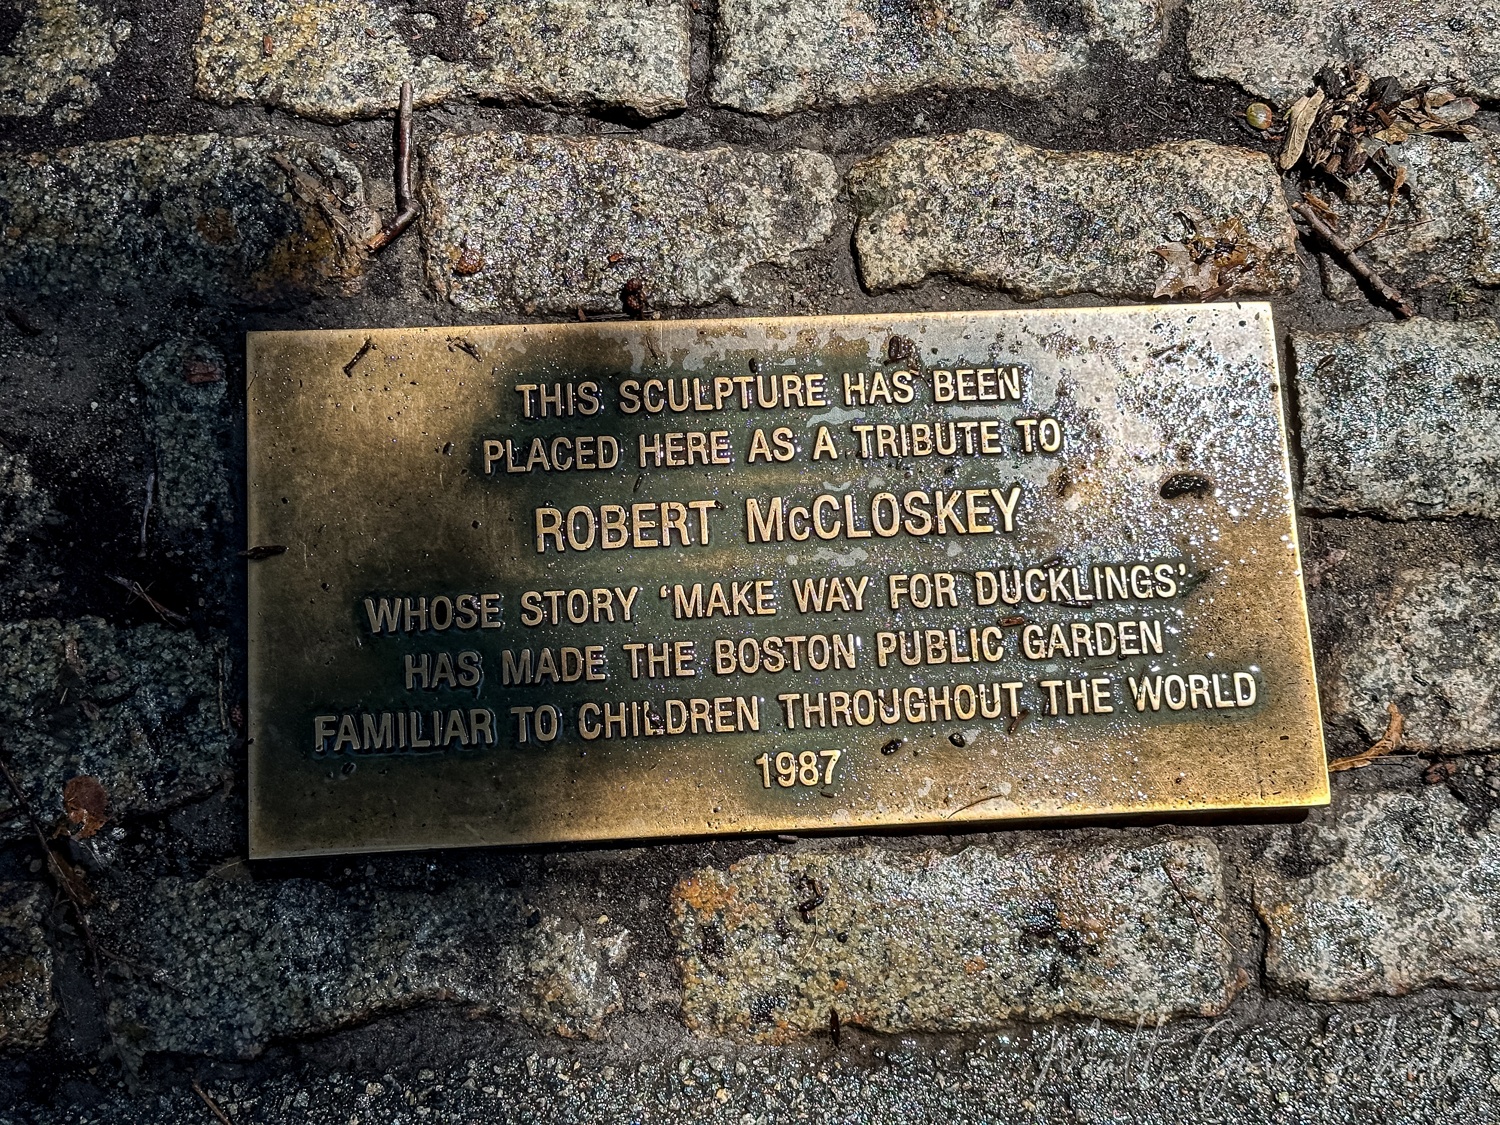 THIS SCULPTURE HAS BEEN
PLACED HERE AS A TRIBUTE TO
ROBERT McCLOSKEY
WHOSE STORY ‘MAKE WAY FOR DUCKLINGS’
HAS MADE THE BOSTON PUBLIC GARDEN
FAMILIAR TO CHILDREN THROUGHOUT THE WORLD
1987